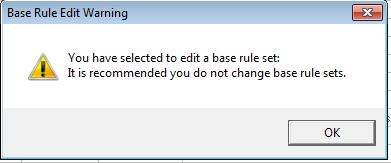 Base Rule Edit Warning
You have selected to edit a base rule set:
It is recommended you do not change base rule sets.
OK